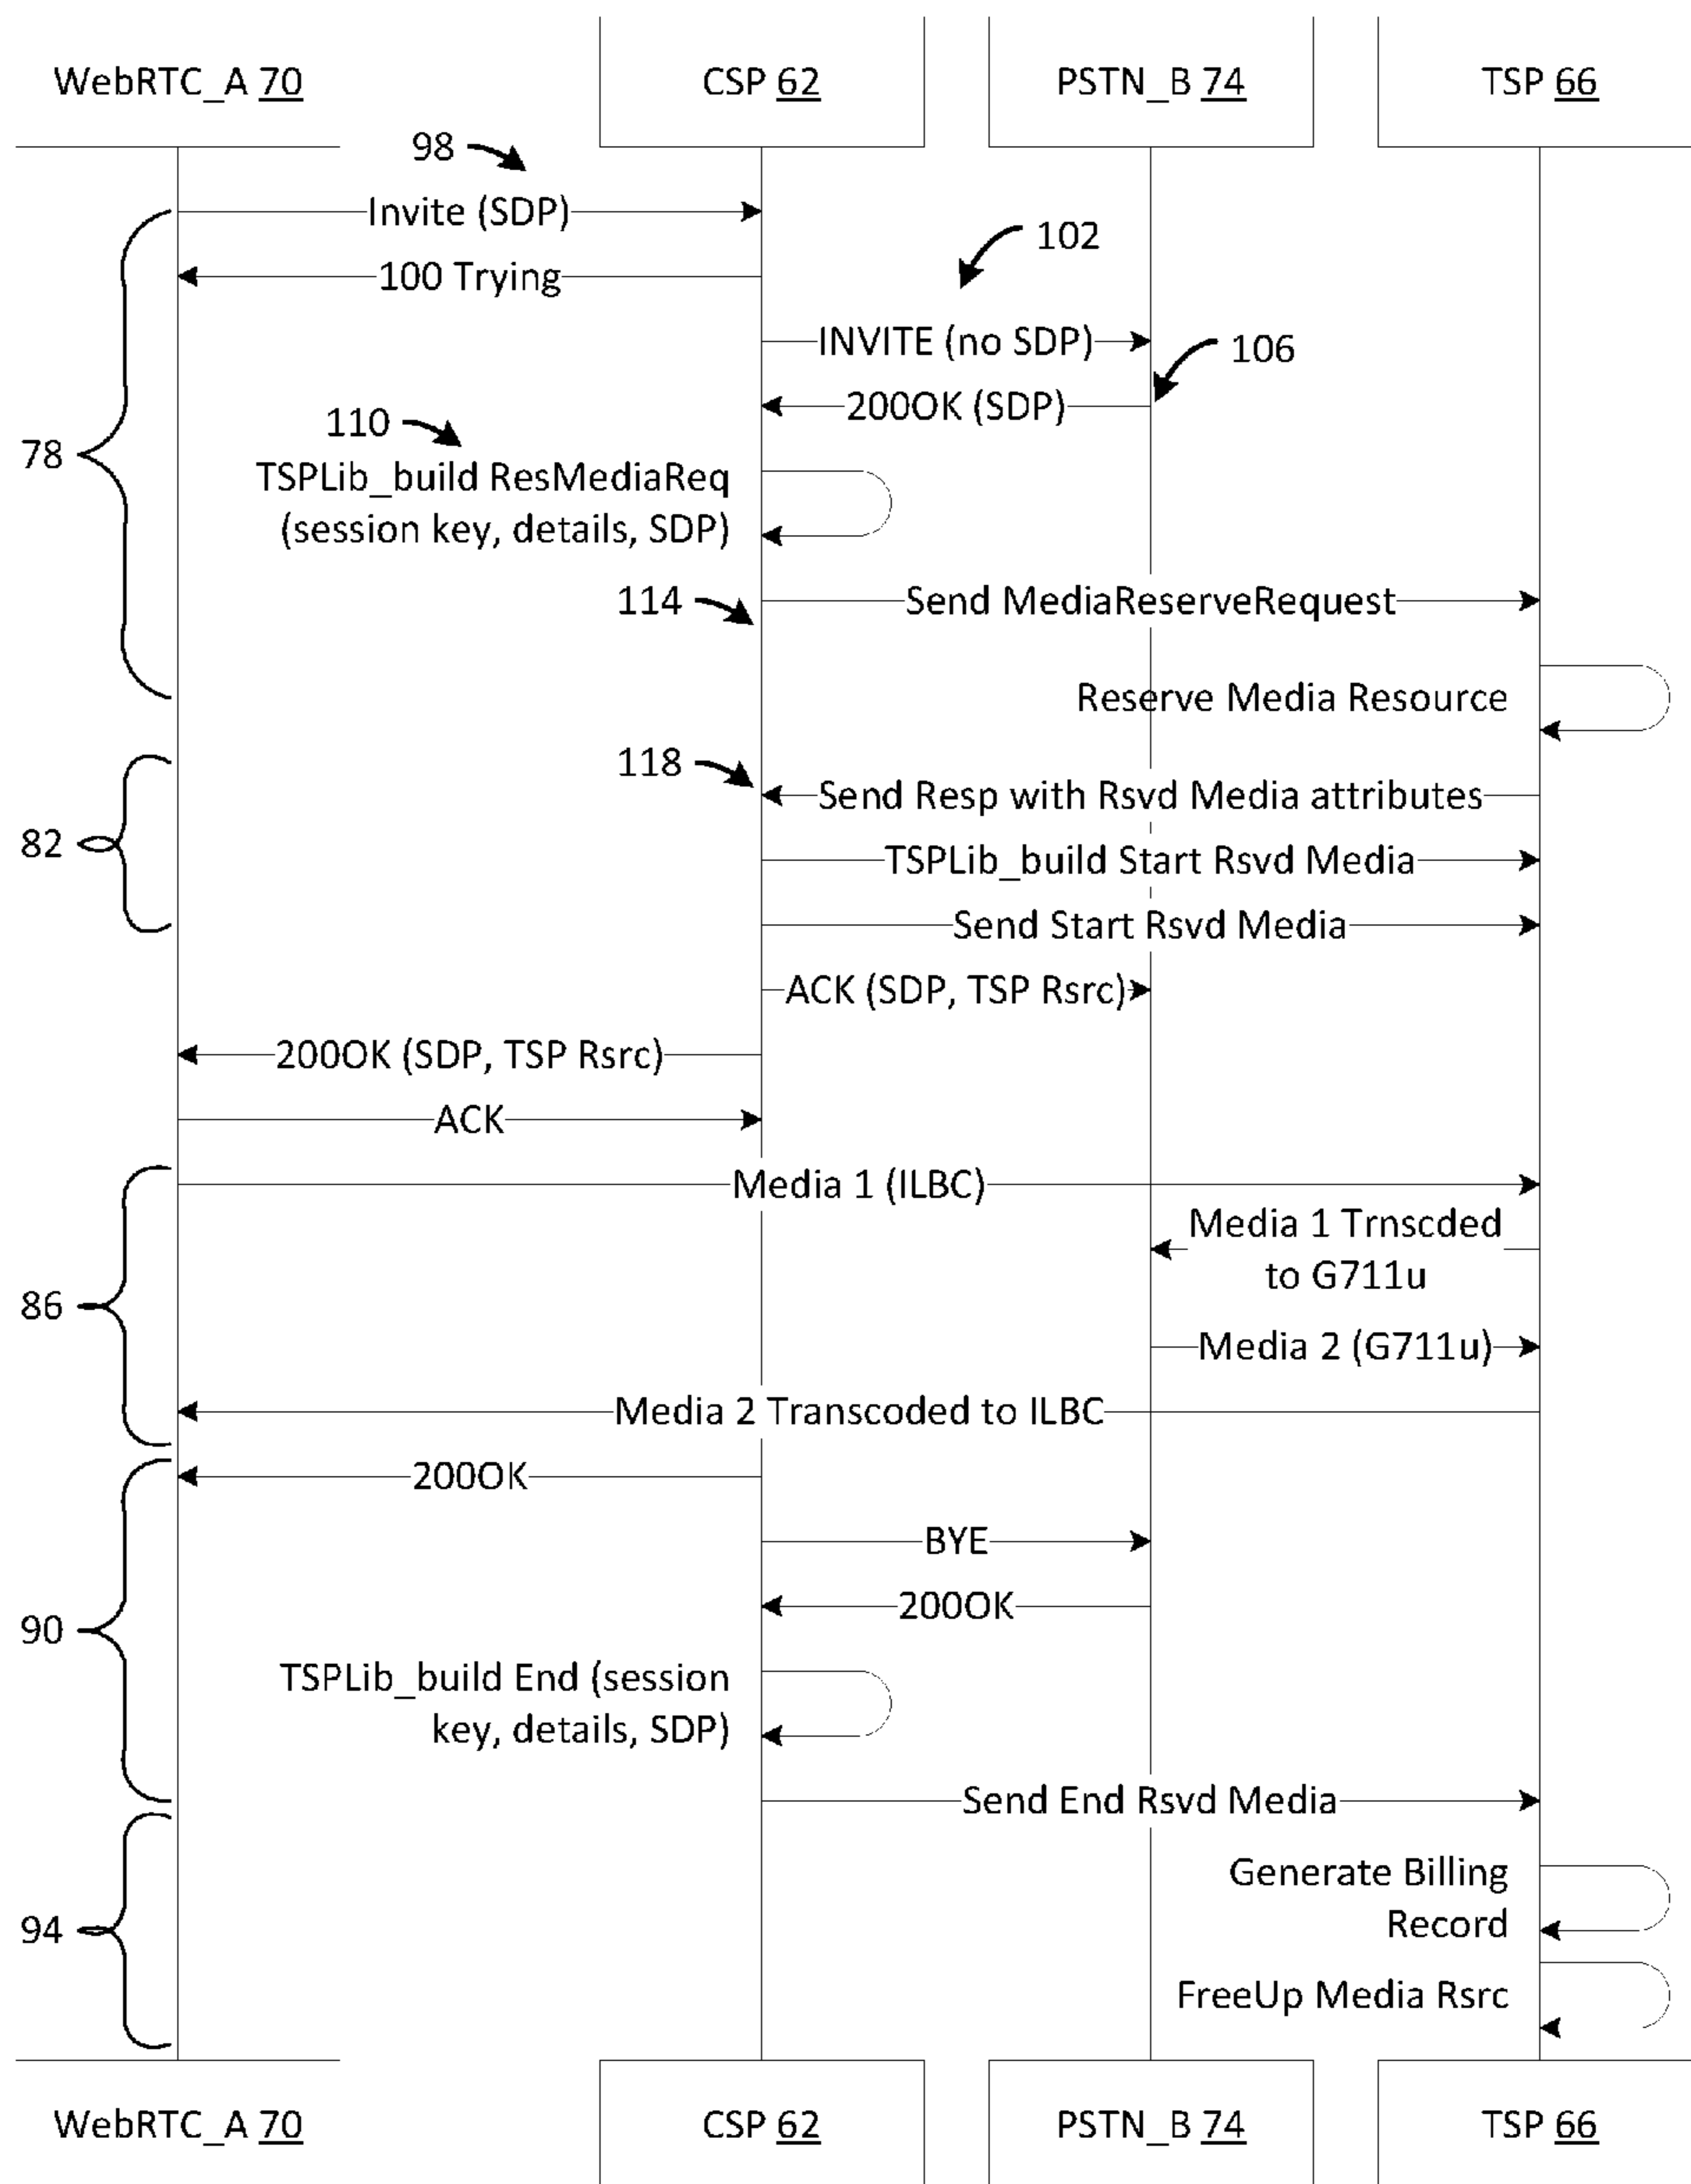 WebRTC_A 70
CSP 62
PSTN_B 74
TSP 66
98
Invite (SDP)
102
100 Trying
INVITE (no SDP)
106
200OK (SDP)
110
78
TSPLib_build ResMediaReq
(session key, details, SDP)
114
Send MediaReserveRequest
Reserve Media Resource
118
Send Resp with Rsvd Media attributes
82
TSPLib_build Start Rsvd Media
Send Start Rsvd Media
ACK (SDP, TSP Rsrc)
200OK (SDP, TSP Rsrc)
ACK
Media 1 (ILBC)
Media 1 Trnscded
to G711u
86
Media 2 (G711u)
Media 2 Transcoded to ILBC
200OK
BYE
200OK
90
TSPLib_build End (session
key, details, SDP)
Send End Rsvd Media
Generate Billing
Record
94
FreeUp Media Rsrc
WebRTC_A 70
CSP 62
PSTN_B 74
TSP 66